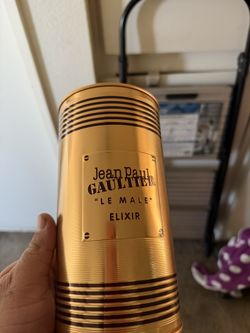 Jean Paul
GAULTIER
"LE MALE"
ELIXIR